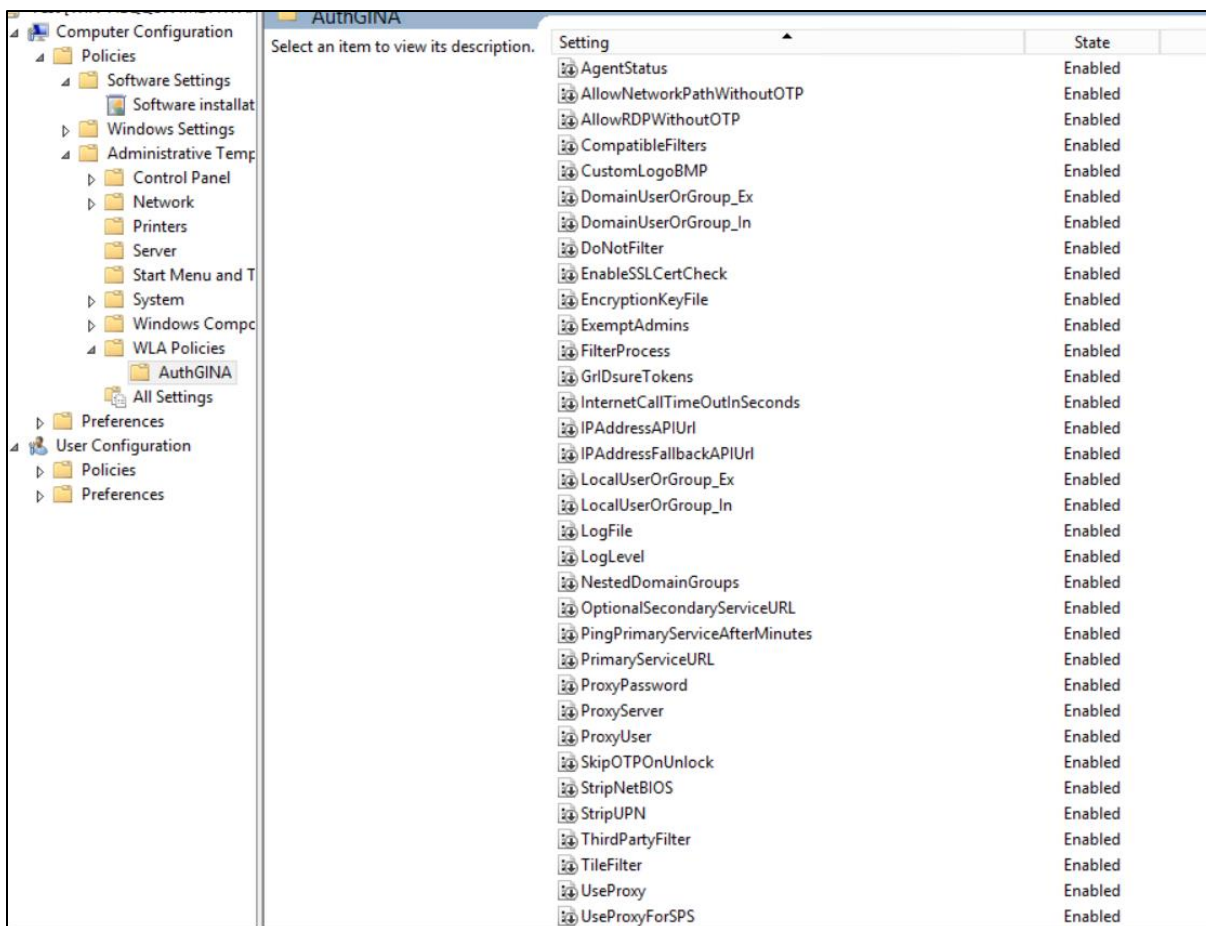 Computer Configuration
Policies
Software Settings
Software installat
Windows Settings
Administrative Temp
Control Panel
Network
Printers
Server
Start Menu and T
System
Windows Compo
WLA Policies
AuthGINA
All Settings
Preferences
User Configuration
Policies
Preferences
AuthGINA
Select an item to view its description.
Setting State
AgentStatus Enabled
AllowNetworkPathWithoutOTP Enabled
AllowRDPWithoutOTP Enabled
CompatibleFilters Enabled
CustomLogoBMP Enabled
DomainUserOrGroup_Ex Enabled
DomainUserOrGroup_In Enabled
DoNotFilter Enabled
EnableSSLCertCheck Enabled
EncryptionKeyFile Enabled
ExemptAdmins Enabled
FilterProcess Enabled
GrIDsureTokens Enabled
InternetCallTimeOutInSeconds Enabled
IPAddressAPIUrl Enabled
IPAddressFallbackAPIUrl Enabled
LocalUserOrGroup_Ex Enabled
LocalUserOrGroup_In Enabled
LogFile Enabled
LogLevel Enabled
NestedDomainGroups Enabled
OptionalSecondaryServiceURL Enabled
PingPrimaryServiceAfterMinutes Enabled
PrimaryServiceURL Enabled
ProxyPassword Enabled
ProxyServer Enabled
ProxyUser Enabled
SkipOTPOnUnlock Enabled
StripNetBIOS Enabled
StripUPN Enabled
ThirdPartyFilter Enabled
TileFilter Enabled
UseProxy Enabled
UseProxyForSPS Enabled